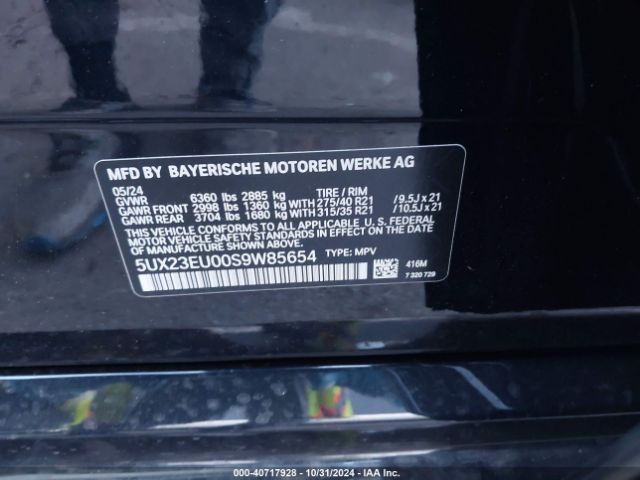 MFD BY BAYERISCHE MOTOREN WERKE AG
05/24
GVWR 6360 lbs 2885 kg TIRE / RIM
GAWR FRONT 2998 lbs 1360 kg WITH 275/40 R21 / 9.5J x 21
GAWR REAR 3704 lbs 1680 kg WITH 315/35 R21 / 10.5J x 21
THIS VEHICLE CONFORMS TO ALL APPLICABLE U. S. FEDERAL
MOTOR VEHICLE SAFETY STANDARDS IN EFFECT ON THE
DATE OF MANUFACTURE SHOWN ABOVE.
5UX23EU00S9W85654 TYPE: MPV
416M
7 320 729
000-40717928 - 10/31/2024 - IAA Inc.